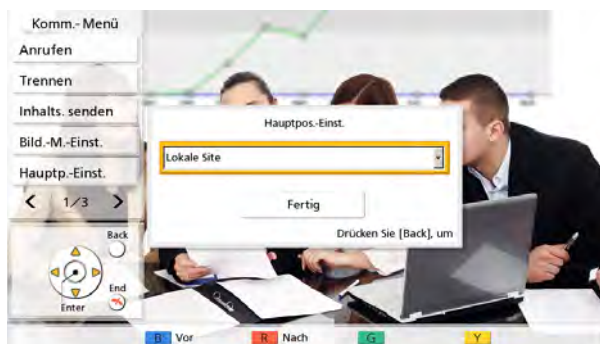 Komm.- Menü
Anrufen
Trennen
Inhalts. senden
Bild.-M.-Einst.
Hauptp.-Einst.
1/3
Back
End
Enter
Hauptpos.-Einst.
Lokale Site
Fertig
Drücken Sie [Back], um
B Vor R Nach G Y